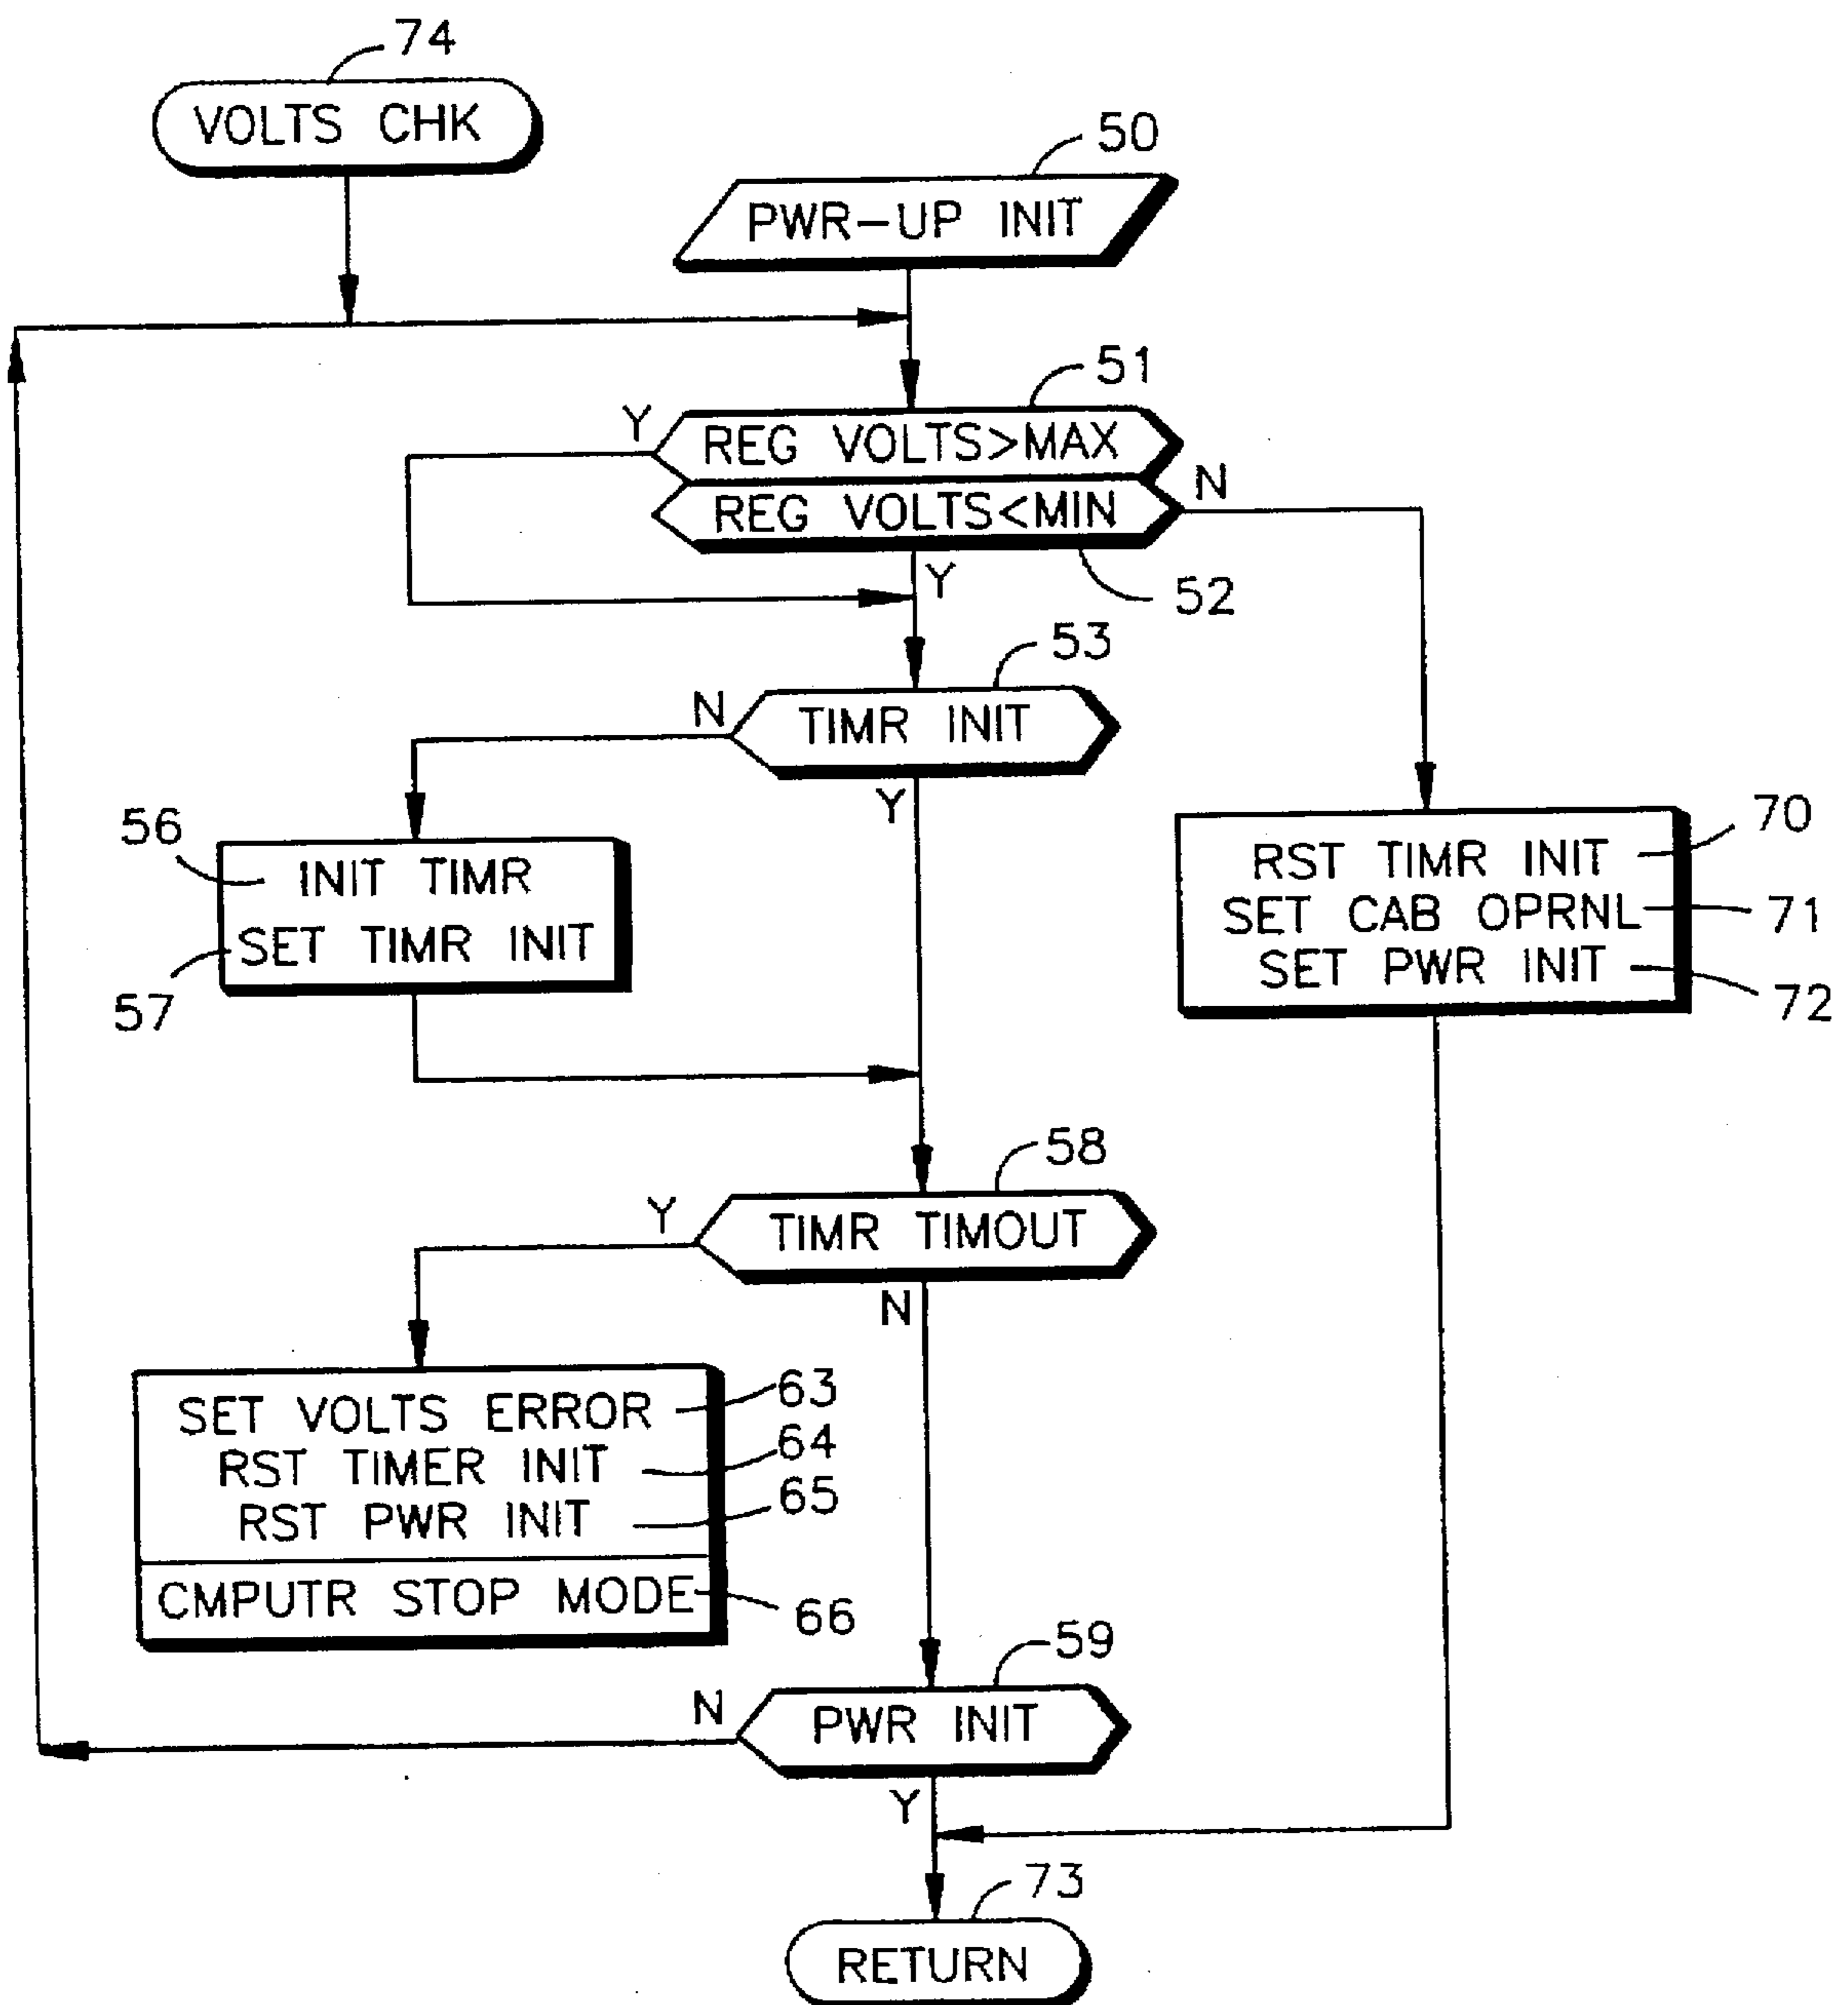 74
VOLTS CHK
50
PWR-UP INIT
51
Y
REG VOLTS>MAX
N
REG VOLTS<MIN
Y
52
53
N
TIMR INIT
Y
56
INIT TIMR
SET TIMR INIT
57
70
RST TIMR INIT
SET CAB OPRNL
71
SET PWR INIT
72
58
Y
TIMR TIMOUT
N
SET VOLTS ERROR
63
RST TIMER INIT
64
RST PWR INIT
65
CMPUTR STOP MODE
66
59
N
PWR INIT
Y
73
RETURN